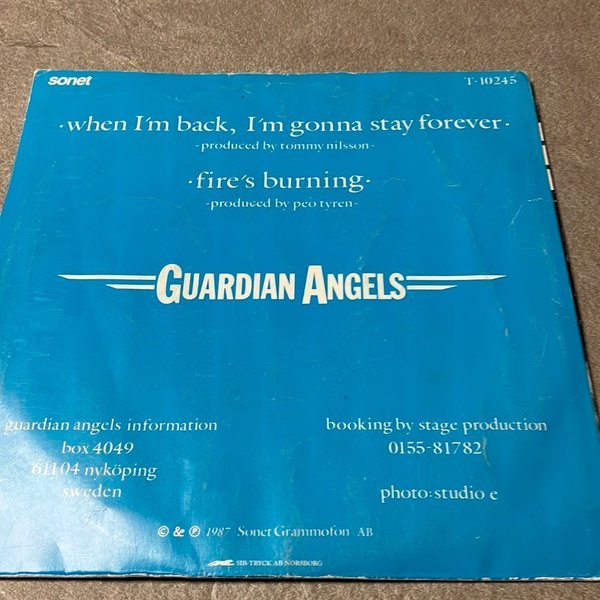 sonet
T-10245
·when I'm back, I'm gonna stay forever·
-produced by tommy nilsson-
·fire's burning·
-produced by peo tyren-
GUARDIAN ANGELS
guardian angels information
box 4049
61104 nyköping
sweden
booking by stage production
0155-81782
photo: studio e
© & ℗ 1987 Sonet Grammofon AB
SIB-TRYCK AB NORSBORG